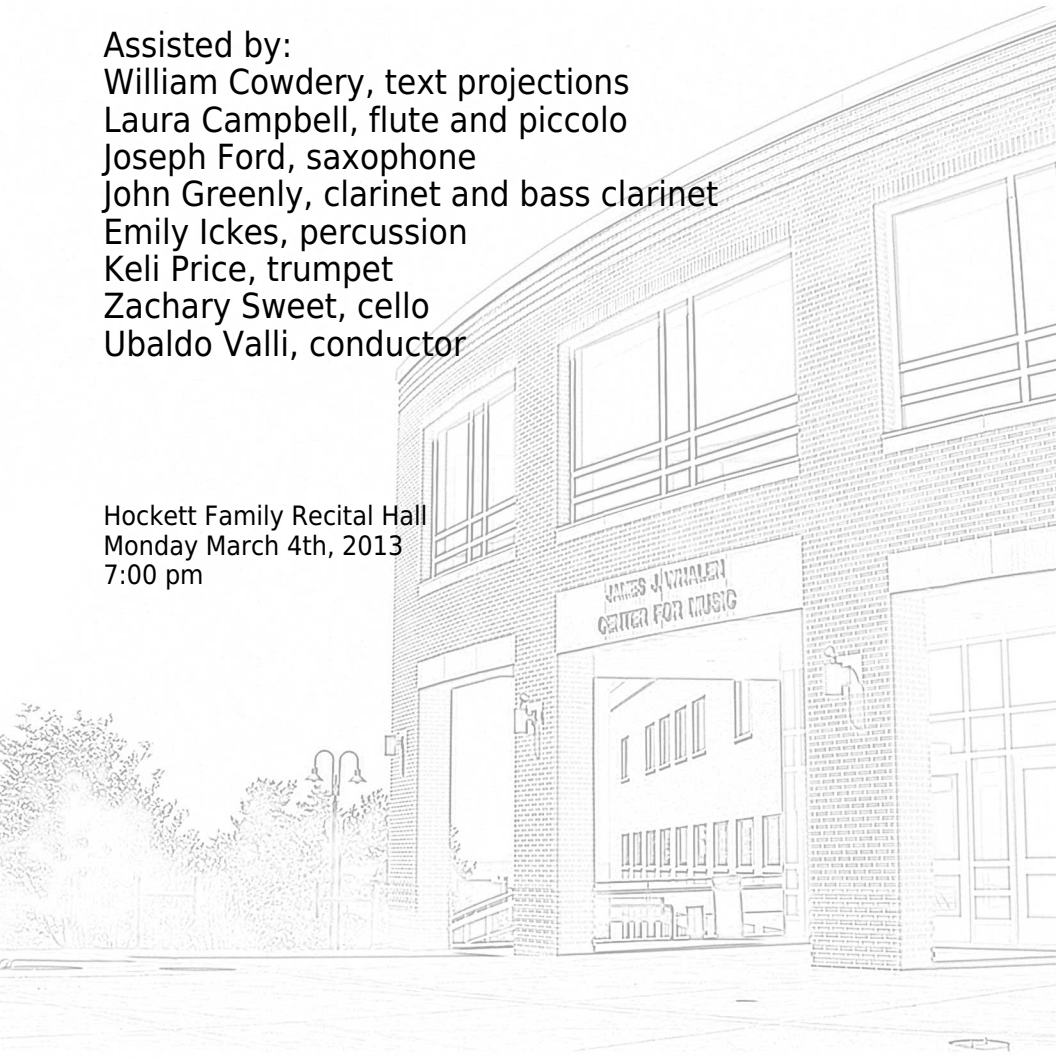 Assisted by:
William Cowdery, text projections
Laura Campbell, flute and piccolo
Joseph Ford, saxophone
John Greenly, clarinet and bass clarinet
Emily Ickes, percussion
Keli Price, trumpet
Zachary Sweet, cello
Ubaldo Valli, conductor
Hockett Family Recital Hall
Monday March 4th, 2013
7:00 pm
JAMES J. WHALEN
CENTER FOR MUSIC